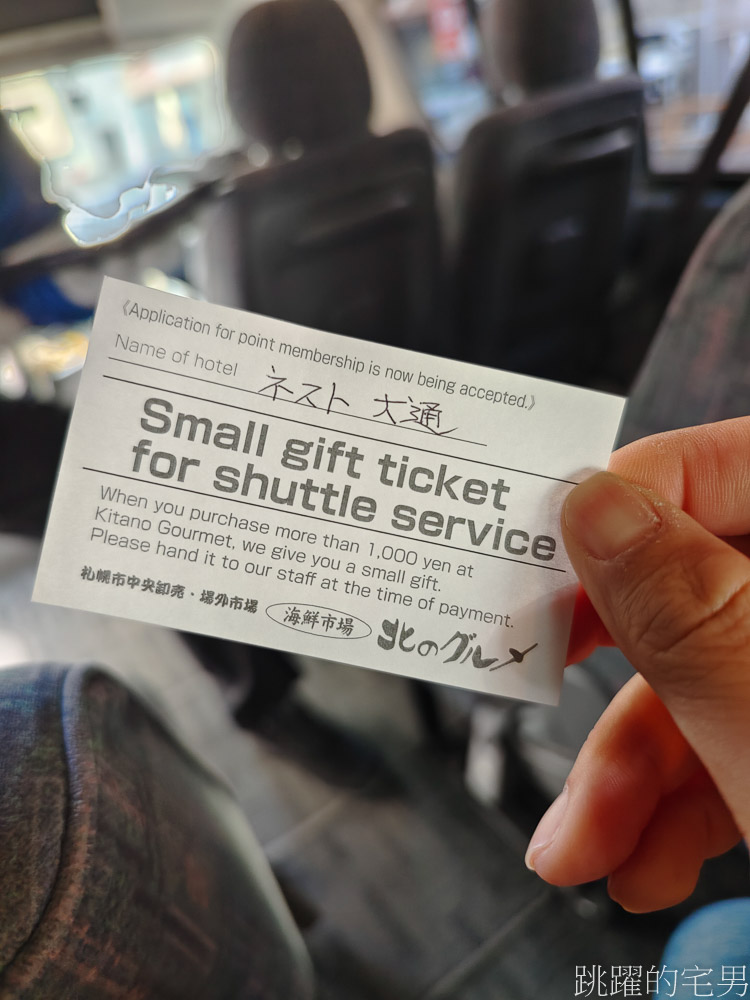 《Application for point membership is now being accepted.》
Name of hotel ネスト 大通
Small gift ticket
for shuttle service
When you purchase more than 1,000 yen at
Kitano Gourmet, we give you a small gift.
Please hand it to our staff at the time of payment.
札幌市中央卸売・場外市場 海鮮市場 北のグルメ
跳躍的宅男